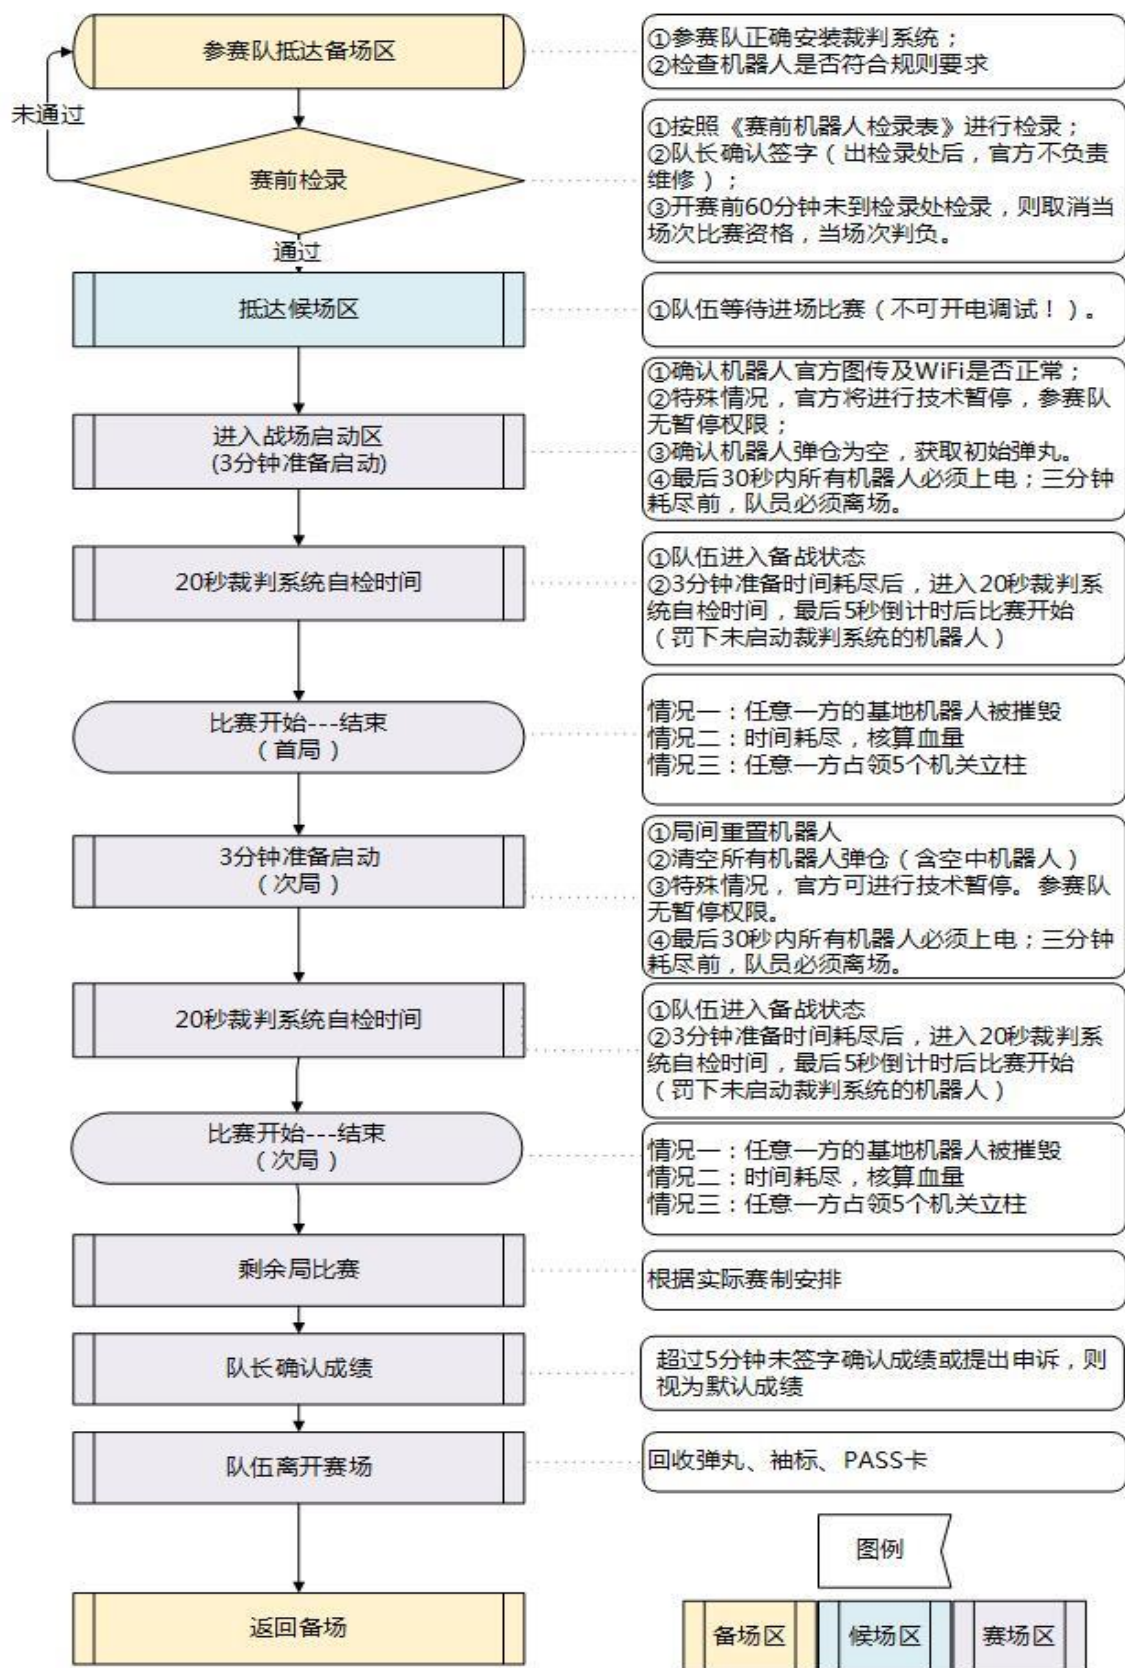 参赛队抵达备场区
①参赛队正确安装裁判系统；
②检查机器人是否符合规则要求
未通过
赛前检录
①按照《赛前机器人检录表》进行检录；
②队长确认签字（出检录处后，官方不负责
维修）；
③开赛前60分钟未到检录处检录，则取消当
场次比赛资格，当场次判负。
通过
抵达候场区
①队伍等待进场比赛（不可开电调试！）。
进入战场启动区
(3分钟准备启动)
①确认机器人官方图传及WiFi是否正常；
②特殊情况，官方将进行技术暂停，参赛队
无暂停权限；
③确认机器人弹仓为空，获取初始弹丸。
④最后30秒内所有机器人必须上电；三分钟
耗尽前，队员必须离场。
20秒裁判系统自检时间
①队伍进入备战状态
②3分钟准备时间耗尽后，进入20秒裁判系
统自检时间，最后5秒倒计时后比赛开始
（罚下未启动裁判系统的机器人）
比赛开始---结束
（首局）
情况一：任意一方的基地机器人被摧毁
情况二：时间耗尽，核算血量
情况三：任意一方占领5个机关立柱
3分钟准备启动
（次局）
①局间重置机器人
②清空所有机器人弹仓（含空中机器人）
③特殊情况，官方可进行技术暂停。参赛队
无暂停权限。
④最后30秒内所有机器人必须上电；三分钟
耗尽前，队员必须离场。
20秒裁判系统自检时间
①队伍进入备战状态
②3分钟准备时间耗尽后，进入20秒裁判系
统自检时间，最后5秒倒计时后比赛开始
（罚下未启动裁判系统的机器人）
比赛开始---结束
（次局）
情况一：任意一方的基地机器人被摧毁
情况二：时间耗尽，核算血量
情况三：任意一方占领5个机关立柱
剩余局比赛
根据实际赛制安排
队长确认成绩
超过5分钟未签字确认成绩或提出申诉，则
视为默认成绩
队伍离开赛场
回收弹丸、袖标、PASS卡
图例
返回备场
备场区
候场区
赛场区